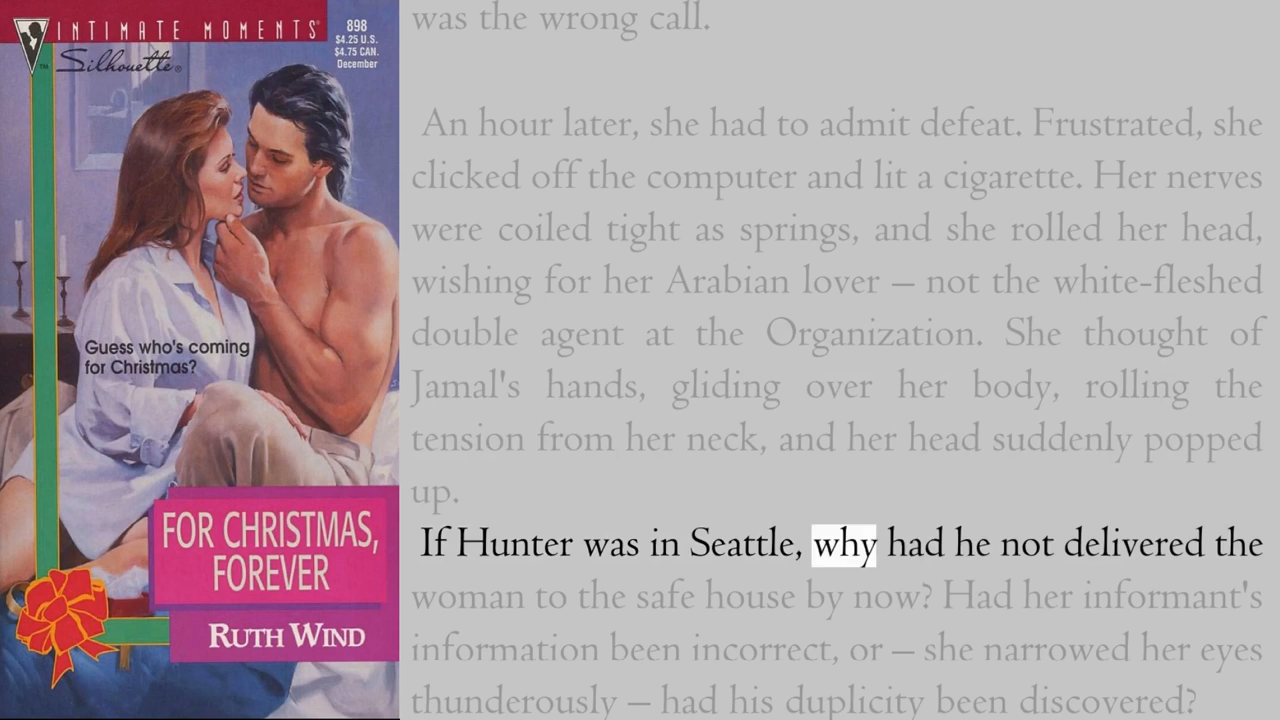 INTIMATE MOMENTS®
898
$4.25 U.S.
$4.75 CAN.
December
™
Silhouette®
Guess who's coming
for Christmas?
FOR CHRISTMAS,
FOREVER
RUTH WIND
was the wrong call.
An hour later, she had to admit defeat. Frustrated, she
clicked off the computer and lit a cigarette. Her nerves
were coiled tight as springs, and she rolled her head,
wishing for her Arabian lover – not the white-fleshed
double agent at the Organization. She thought of
Jamal's hands, gliding over her body, rolling the
tension from her neck, and her head suddenly popped
up.
If Hunter was in Seattle, why had he not delivered the
woman to the safe house by now? Had her informant's
information been incorrect, or – she narrowed her eyes
thunderously – had his duplicity been discovered?